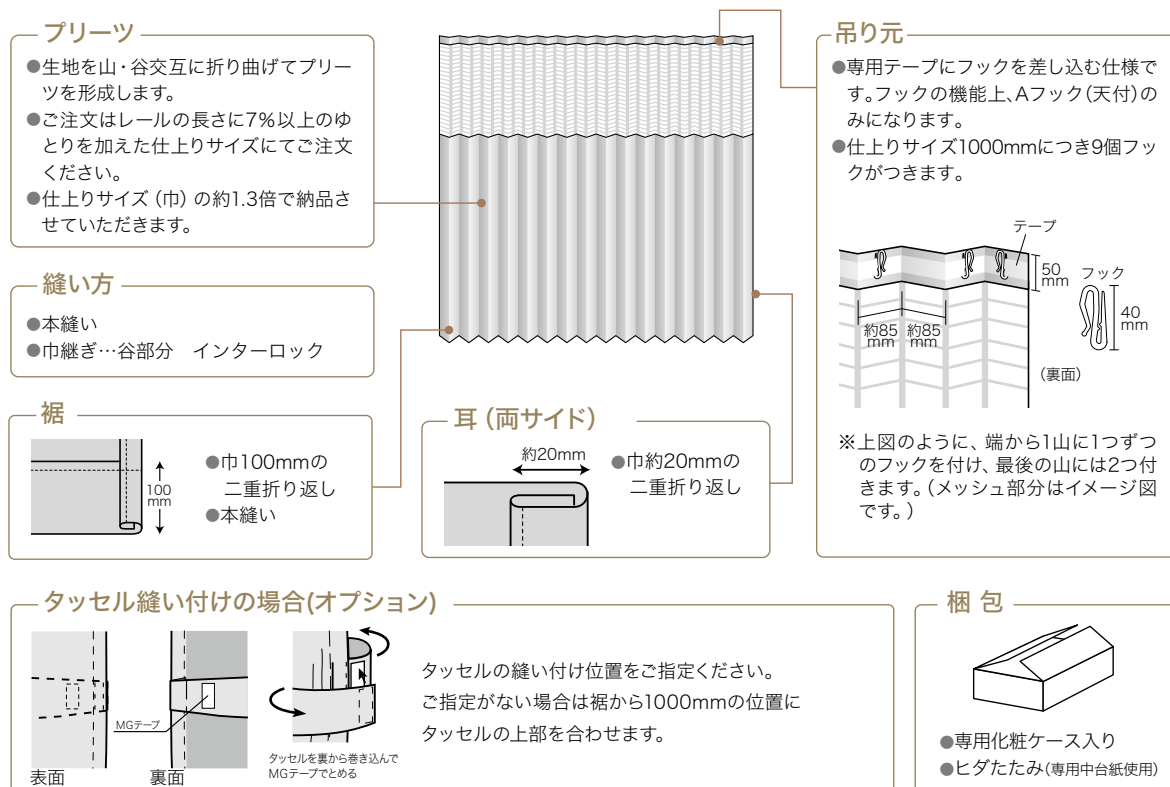 プリーツ
●生地を山・谷交互に折り曲げてプリー
ツを形成します。
●ご注文はレールの長さに7%以上のゆ
とりを加えた仕上りサイズにてご注文
ください。
●仕上りサイズ（巾）の約1.3倍で納品さ
せていただきます。
縫い方
●本縫い
●巾継ぎ…谷部分　インターロック
裾
100
mm
●巾100mmの
二重折り返し
●本縫い
耳（両サイド）
約20mm
●巾約20mmの
二重折り返し
吊り元
●専用テープにフックを差し込む仕様で
す。フックの機能上、Aフック（天付）の
みになります。
●仕上りサイズ1000mmにつき9個フッ
クがつきます。
テープ
50
mm
フック
40
mm
約85
mm
約85
mm
（裏面）
※上図のように、端から1山に1つずつ
のフックを付け、最後の山には2つ付
きます。（メッシュ部分はイメージ図
です。）
タッセル縫い付けの場合(オプション)
MGテープ
表面
裏面
タッセルを裏から巻き込んで
MGテープでとめる
タッセルの縫い付け位置をご指定ください。
ご指定がない場合は裾から1000mmの位置に
タッセルの上部を合わせます。
梱 包
●専用化粧ケース入り
●ヒダたたみ（専用中台紙使用）